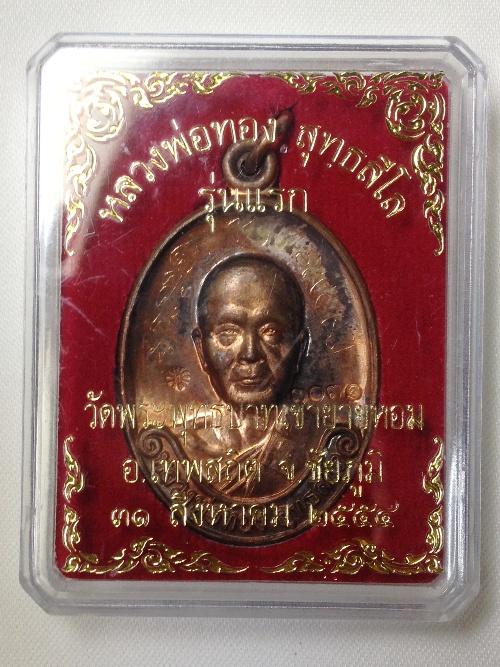 หลวงพ่อทอง สุทฺธสีโล
รุ่นแรก
วัดพระพุทธบาทเขายายหอม
อ.เทพสถิต จ.ชัยภูมิ
๓๑ สิงหาคม ๒๕๕๔